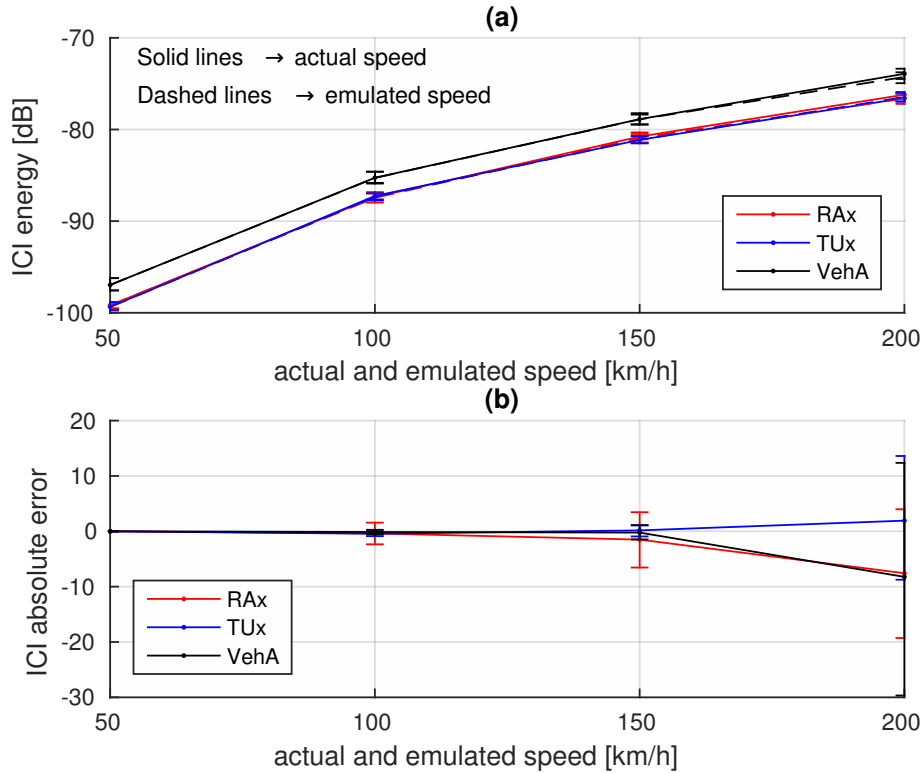 (a)
-70
Solid lines → actual speed
Dashed lines → emulated speed
-80
-90
-100
ICI energy [dB]
RAx
TUx
VehA
50
100
150
200
actual and emulated speed [km/h]
(b)
20
10
0
-10
-20
-30
ICI absolute error
RAx
TUx
VehA
50
100
150
200
actual and emulated speed [km/h]